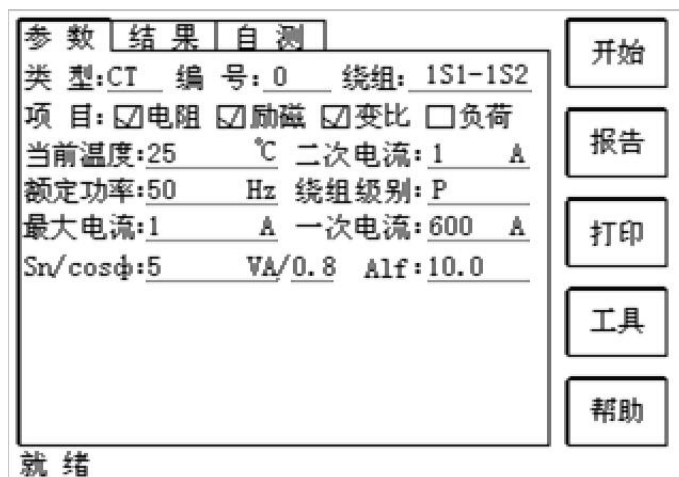 参 数 结 果 自 测
类 型:CT 编 号:0 绕组: 1S1-1S2
项 目:☑电阻 ☑励磁 ☑变比 ☐负荷
当前温度:25 ℃ 二次电流:1 A
额定功率:50 Hz 绕组级别:P
最大电流:1 A 一次电流:600 A
Sn/cosф:5 VA/0.8 Alf:10.0
就 绪
开始
报告
打印
工具
帮助